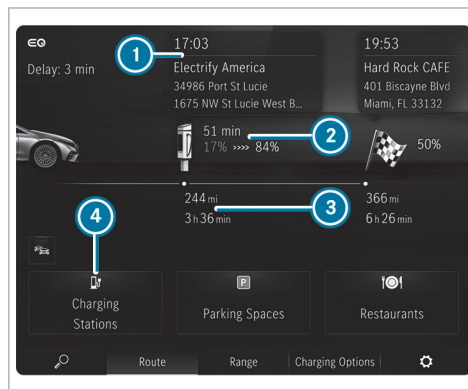 EQ
Delay: 3 min
17:03
Electrify America
34986 Port St Lucie
1675 NW St Lucie West B...
19:53
Hard Rock CAFE
401 Biscayne Blvd
Miami, FL 33132
1
51 min
17% »»» 84%
2
50%
244 mi
3 h 36 min
3
366 mi
6 h 26 min
4
Charging
Stations
P
Parking Spaces
Restaurants
Route
Range
Charging Options